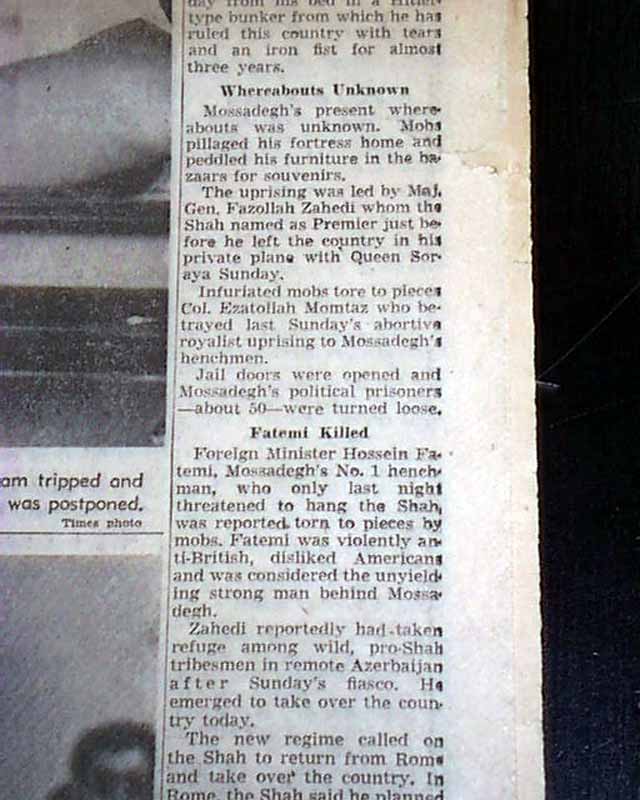 day from his bed in a Hitler-
type bunker from which he has
ruled this country with tears
and an iron fist for almost
three years.
Whereabouts Unknown
Mossadegh's present where-
abouts was unknown. Mobs
pillaged his fortress home and
peddled his furniture in the ba-
zaars for souvenirs.
The uprising was led by Maj.
Gen. Fazollah Zahedi whom the
Shah named as Premier just be-
fore he left the country in his
private plane with Queen Sor-
aya Sunday.
Infuriated mobs tore to pieces
Col. Ezatollah Momtaz who be-
trayed last Sunday's abortive
royalist uprising to Mossadegh's
henchmen.
Jail doors were opened and
Mossadegh's political prisoners
—about 50—were turned loose.
Fatemi Killed
Foreign Minister Hossein Fa-
temi, Mossadegh's No. 1 hench-
man, who only last night
threatened to hang the Shah,
was reported torn to pieces by
mobs. Fatemi was violently an-
ti-British, disliked Americans
and was considered the unyield-
ing strong man behind Mossa-
degh.
Zahedi reportedly had taken
refuge among wild, pro-Shah
tribesmen in remote Azerbaijan
after Sunday's fiasco. He
emerged to take over the coun-
try today.
The new regime called on
the Shah to return from Rome
and take over the country. In
Rome, the Shah said he planned
am tripped and
was postponed.
Times photo